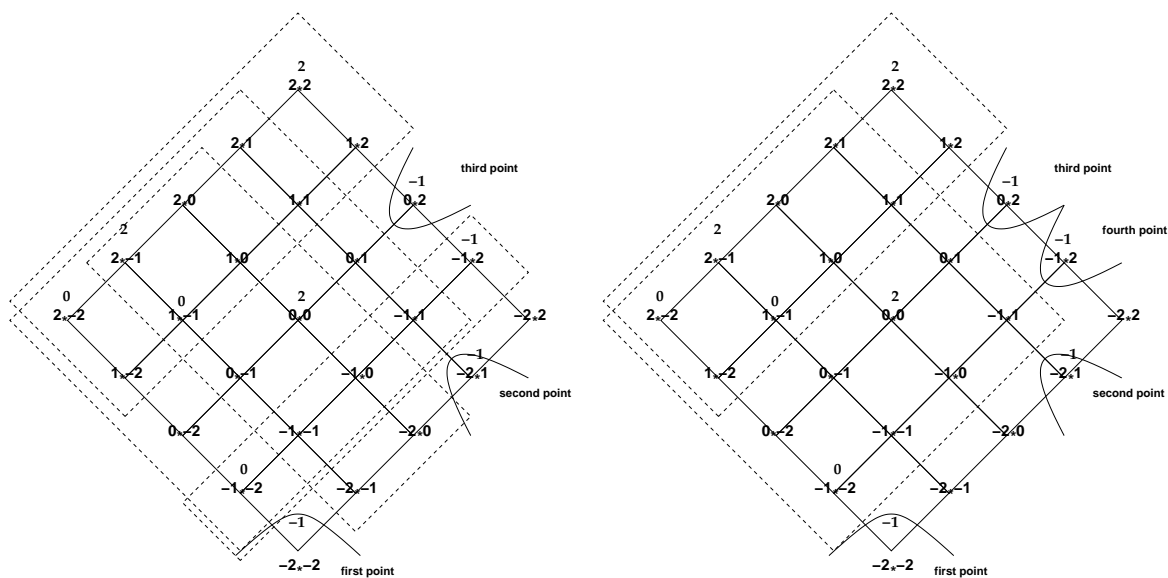 2 2
2*2 2*2
2*1 1*2 2*1 1*2
third point third point
−1 −1
2*0 1*1 0*2 2*0 1*1 0*2
2 −1 2 −1 fourth point
2*−1 1*0 0*1 −1*2 2*−1 1*0 0*1 −1*2
0 0 2 0 0 2
2*−2 1*−1 0*0 −1*1 −2*2 2*−2 1*−1 0*0 −1*1 −2*2
−1 −1
1*−2 0*−1 −1*0 −2*1 1*−2 0*−1 −1*0 −2*1
second point second point
0*−2 −1*−1 −2*0 0*−2 −1*−1 −2*0
0 0
−1*−2 −2*−1 −1*−2 −2*−1
−1 −1
−2*−2 −2*−2
first point first point